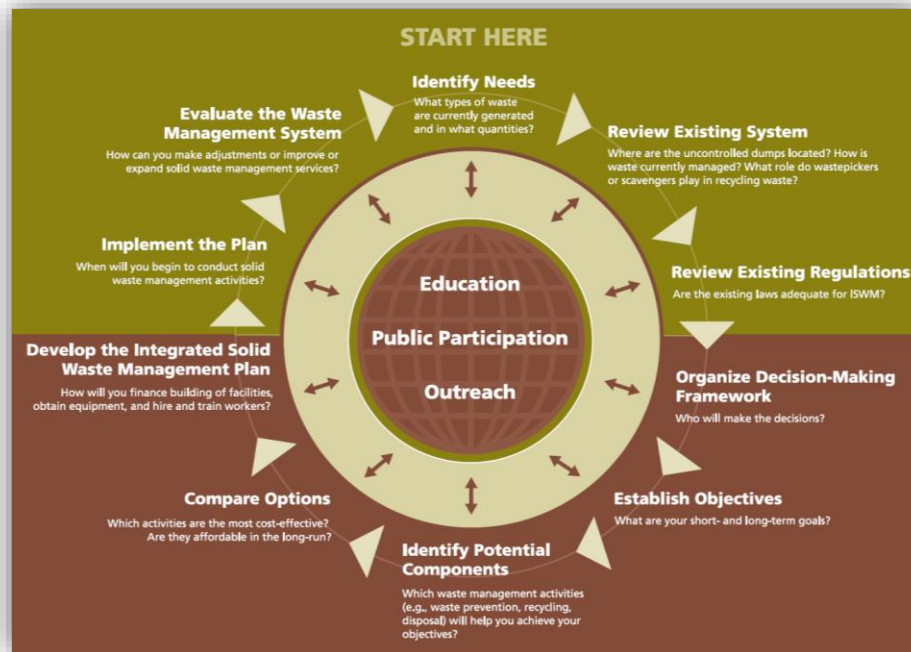 START HERE
Identify Needs
What types of waste
are currently generated
and in what quantities?
Review Existing System
Where are the uncontrolled dumps located? How is
waste currently managed? What role do wastepickers
or scavengers play in recycling waste?
Review Existing Regulations
Are the existing laws adequate for ISWM?
Organize Decision-Making
Framework
Who will make the decisions?
Establish Objectives
What are your short- and long-term goals?
Identify Potential
Components
Which waste management activities
(e.g., waste prevention, recycling,
disposal) will help you achieve your
objectives?
Compare Options
Which activities are the most cost-effective?
Are they affordable in the long-run?
Develop the Integrated Solid
Waste Management Plan
How will you finance building of facilities,
obtain equipment, and hire and train workers?
Implement the Plan
When will you begin to conduct solid
waste management activities?
Evaluate the Waste
Management System
How can you make adjustments or improve or
expand solid waste management services?
Education
Public Participation
Outreach